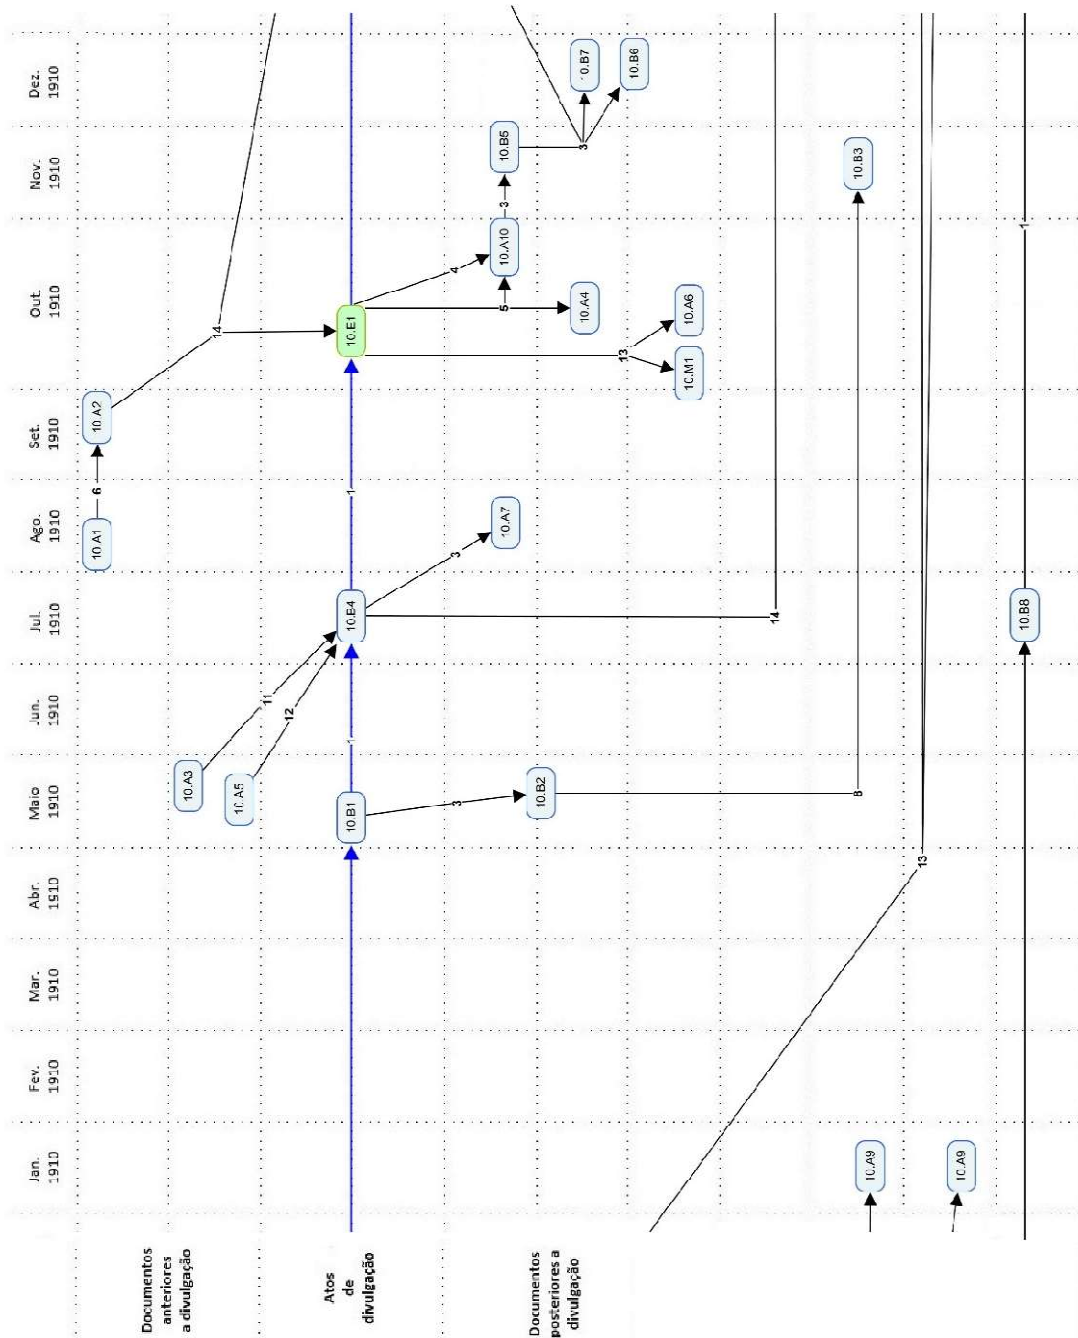 Jan. Fev. Mar. Abr. Maio Jun. Jul. Ago. Set. Out. Nov. Dez.
1910 1910 1910 1910 1910 1910 1910 1910 1910 1910 1910 1910
10.A1 6 10.A2
Documentos
anteriores
a divulgação
10.A3
14
10.A5
11
12
Atos
de
divulgação
10.B1 1 10.B4 1 10.E1
3 3 4
10.A7 5 10.A10 3 10.B5
Documentos
posteriores a
divulgação
10.B2
10.A4 3 10.B7
13 10.B6
10.M1 10.A6
14
8 10.B3
10.A9
13
10.A9
10.B8 1